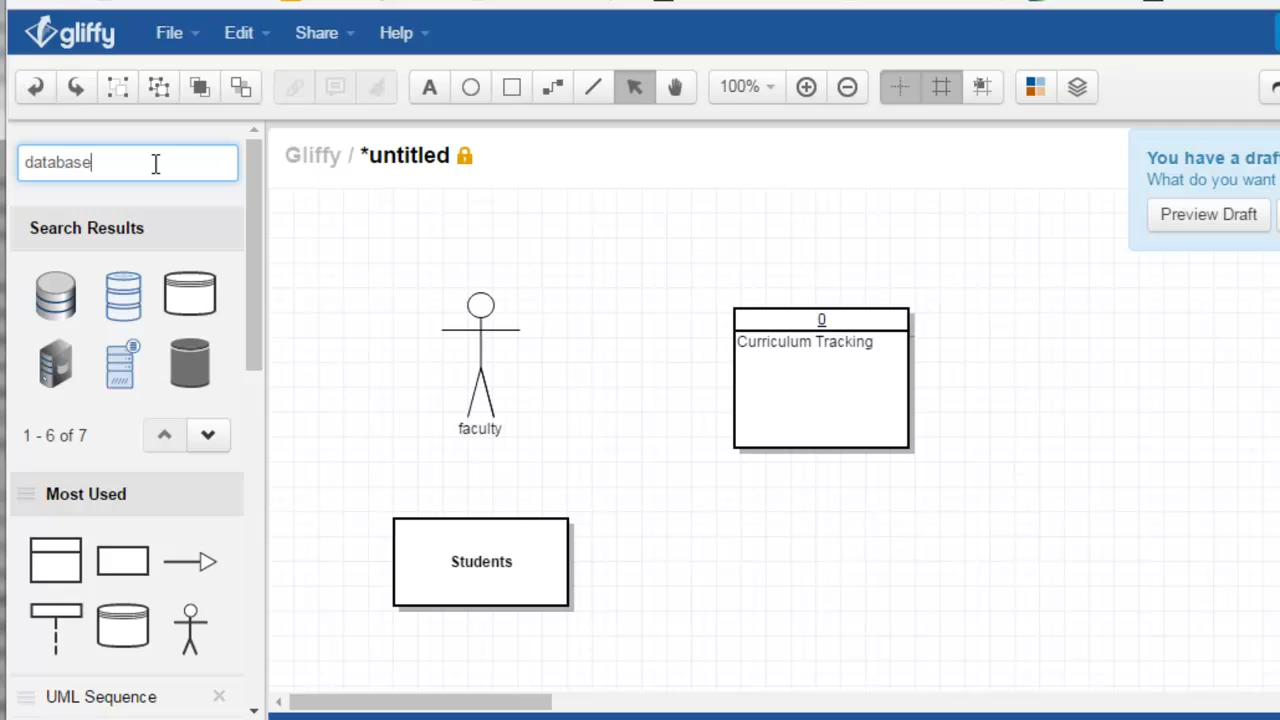 gliffy File Edit Share Help
A 100%
database
Gliffy / *untitled
You have a draf
What do you want
Preview Draft
Search Results
0
Curriculum Tracking
faculty
1 - 6 of 7
Most Used
Students
UML Sequence